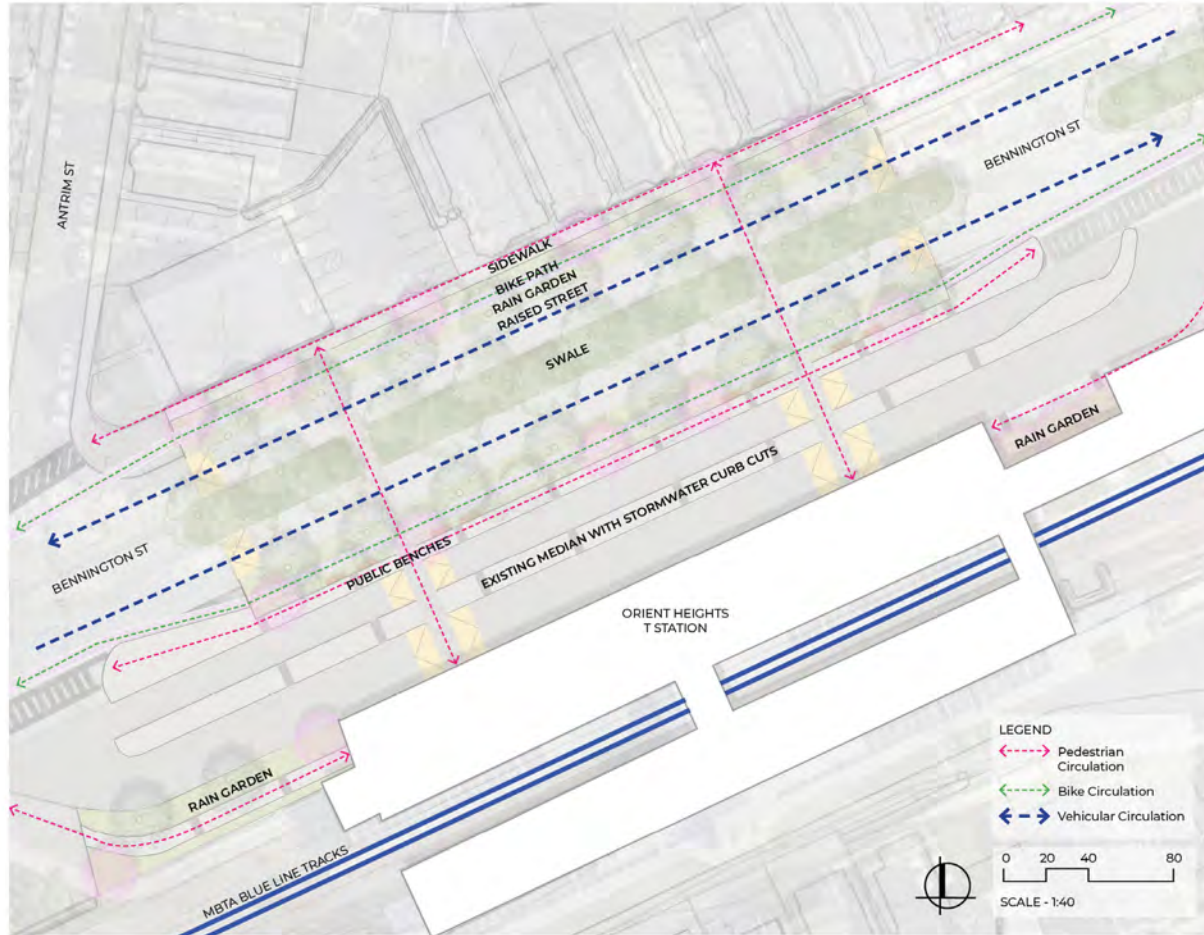 ANTRIM ST
BENNINGTON ST
SIDEWALK
BIKE PATH
RAIN GARDEN
RAISED STREET
SWALE
RAIN GARDEN
EXISTING MEDIAN WITH STORMWATER CURB CUTS
PUBLIC BENCHES
BENNINGTON ST
ORIENT HEIGHTS
T STATION
RAIN GARDEN
MBTA BLUE LINE TRACKS
LEGEND
Pedestrian
Circulation
Bike Circulation
Vehicular Circulation
0 20 40 80
SCALE - 1:40